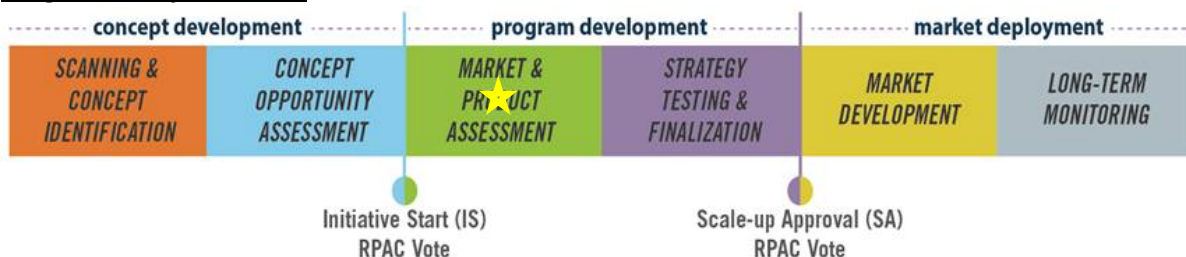 concept development program development market deployment
SCANNING &
CONCEPT
IDENTIFICATION
CONCEPT
OPPORTUNITY
ASSESSMENT
MARKET &
ASSESSMENT
STRATEGY
TESTING &
FINALIZATION
MARKET
DEVELOPMENT
LONG-TERM
MONITORING
Initiative Start (IS)
RPAC Vote
Scale-up Approval (SA)
RPAC Vote